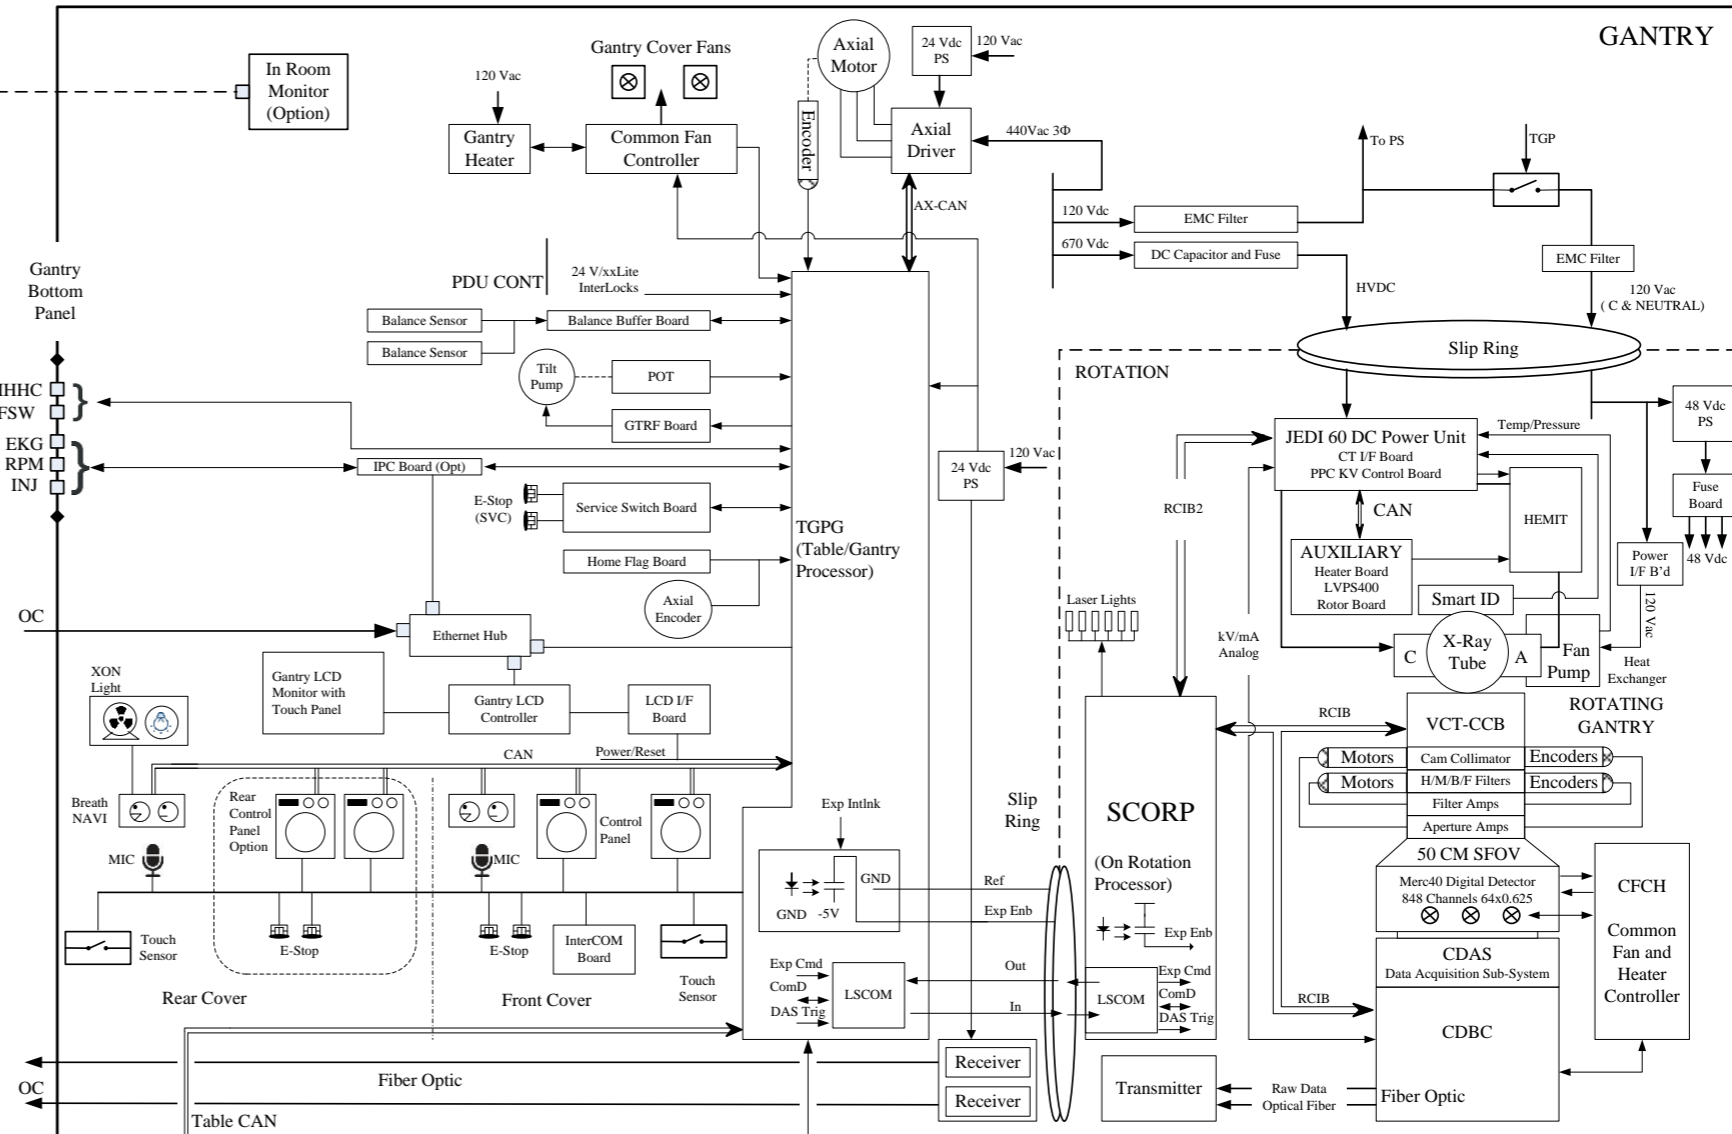 GANTRY
In Room
Monitor
(Option)
Gantry Cover Fans
120 Vac
Gantry
Heater
Common Fan
Controller
Axial
Motor
Encoder
24 Vdc
PS
120 Vac
Axial
Driver
440Vac 3Φ
AX-CAN
To PS
TGP
120 Vdc
EMC Filter
670 Vdc
DC Capacitor and Fuse
EMC Filter
HVDC
120 Vac
( C & NEUTRAL)
Slip Ring
Gantry
Bottom
Panel
PDU CONT
24 V/xxLite
InterLocks
Balance Sensor
Balance Buffer Board
Balance Sensor
Tilt
Pump
POT
GTRF Board
IHHC
FSW
EKG
RPM
INJ
IPC Board (Opt)
E-Stop
(SVC)
Service Switch Board
Home Flag Board
Axial
Encoder
TGPG
(Table/Gantry
Processor)
24 Vdc
PS
120 Vac
ROTATION
RCIB2
JEDI 60 DC Power Unit
CT I/F Board
PPC KV Control Board
Temp/Pressure
CAN
HEMIT
AUXILIARY
Heater Board
LVPS400
Rotor Board
Smart ID
48 Vdc
PS
Fuse
Board
48 Vdc
Power
I/F B'd
120 Vac
Laser Lights
kV/mA
Analog
C
X-Ray
Tube
A
Fan
Pump
Heat
Exchanger
ROTATING
GANTRY
OC
Ethernet Hub
XON
Light
Gantry LCD
Monitor with
Touch Panel
Gantry LCD
Controller
LCD I/F
Board
CAN
Power/Reset
Breath
NAVI
Rear
Control
Panel
Option
Control
Panel
MIC
MIC
E-Stop
E-Stop
Touch
Sensor
InterCOM
Board
Touch
Sensor
Rear Cover
Front Cover
Exp Intlnk
GND
GND
-5V
Ref
Exp Enb
Slip
Ring
Exp Cmd
ComD
DAS Trig
LSCOM
Out
In
SCORP
(On Rotation
Processor)
Exp Enb
LSCOM
Exp Cmd
ComD
DAS Trig
RCIB
VCT-CCB
Motors
Cam Collimator
Encoders
Motors
H/M/B/F Filters
Encoders
Filter Amps
Aperture Amps
50 CM SFOV
Merc40 Digital Detector
848 Channels 64x0.625
CFCH
Common
Fan and
Heater
Controller
CDAS
Data Acquisition Sub-System
RCIB
CDBC
Fiber Optic
Transmitter
Raw Data
Optical Fiber
Receiver
Receiver
Fiber Optic
OC
Table CAN